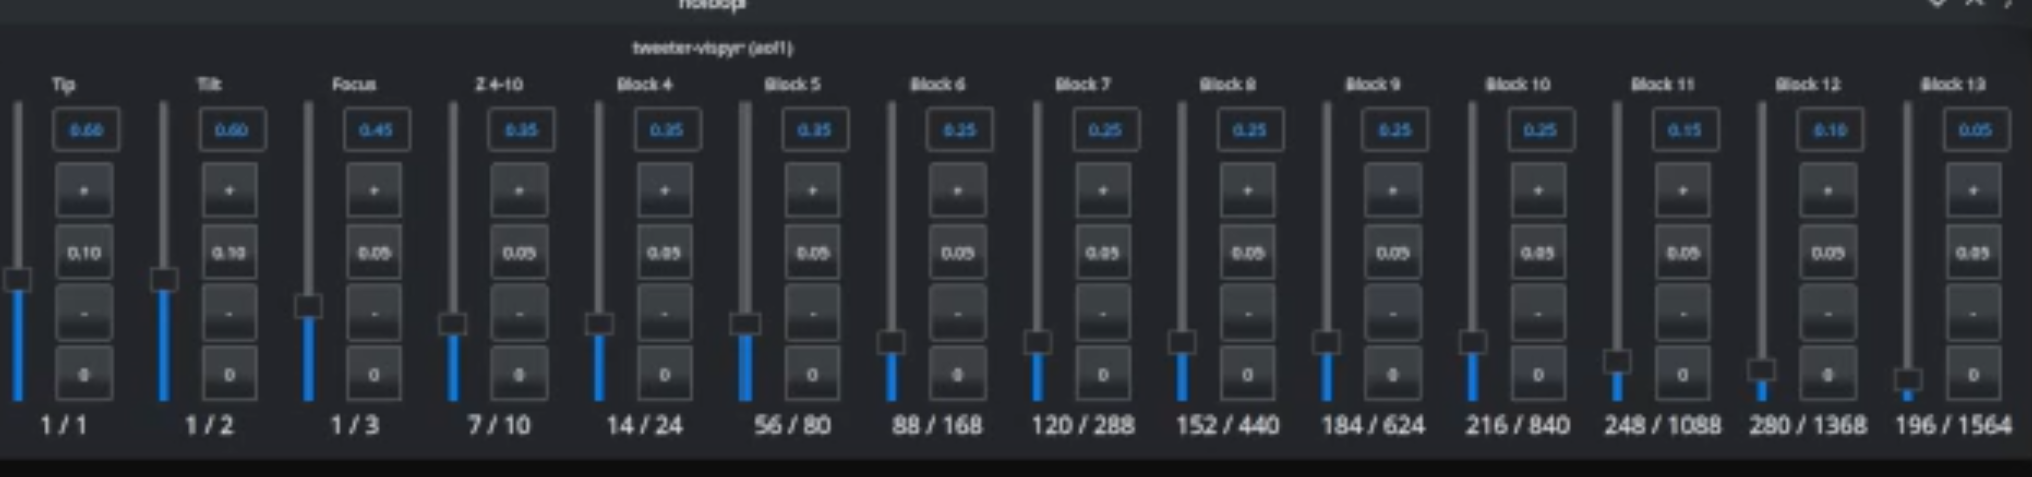 Tip Tilt Focus Z 4-10 Block 4 Block 5 Block 6 Block 7 Block 8 Block 9 Block 10 Block 11 Block 12 Block 13
0.60 0.60 0.45 0.35 0.35 0.35 0.25 0.25 0.25 0.25 0.25 0.15 0.10 0.05
+ + + + + + + + + + + + + +
0.10 0.10 0.05 0.05 0.05 0.05 0.05 0.05 0.05 0.05 0.05 0.05 0.05 0.05
- - - - - - - - - - - - - -
0 0 0 0 0 0 0 0 0 0 0 0 0 0
1 / 1 1 / 2 1 / 3 7 / 10 14 / 24 56 / 80 88 / 168 120 / 288 152 / 440 184 / 624 216 / 840 248 / 1088 280 / 1368 196 / 1564